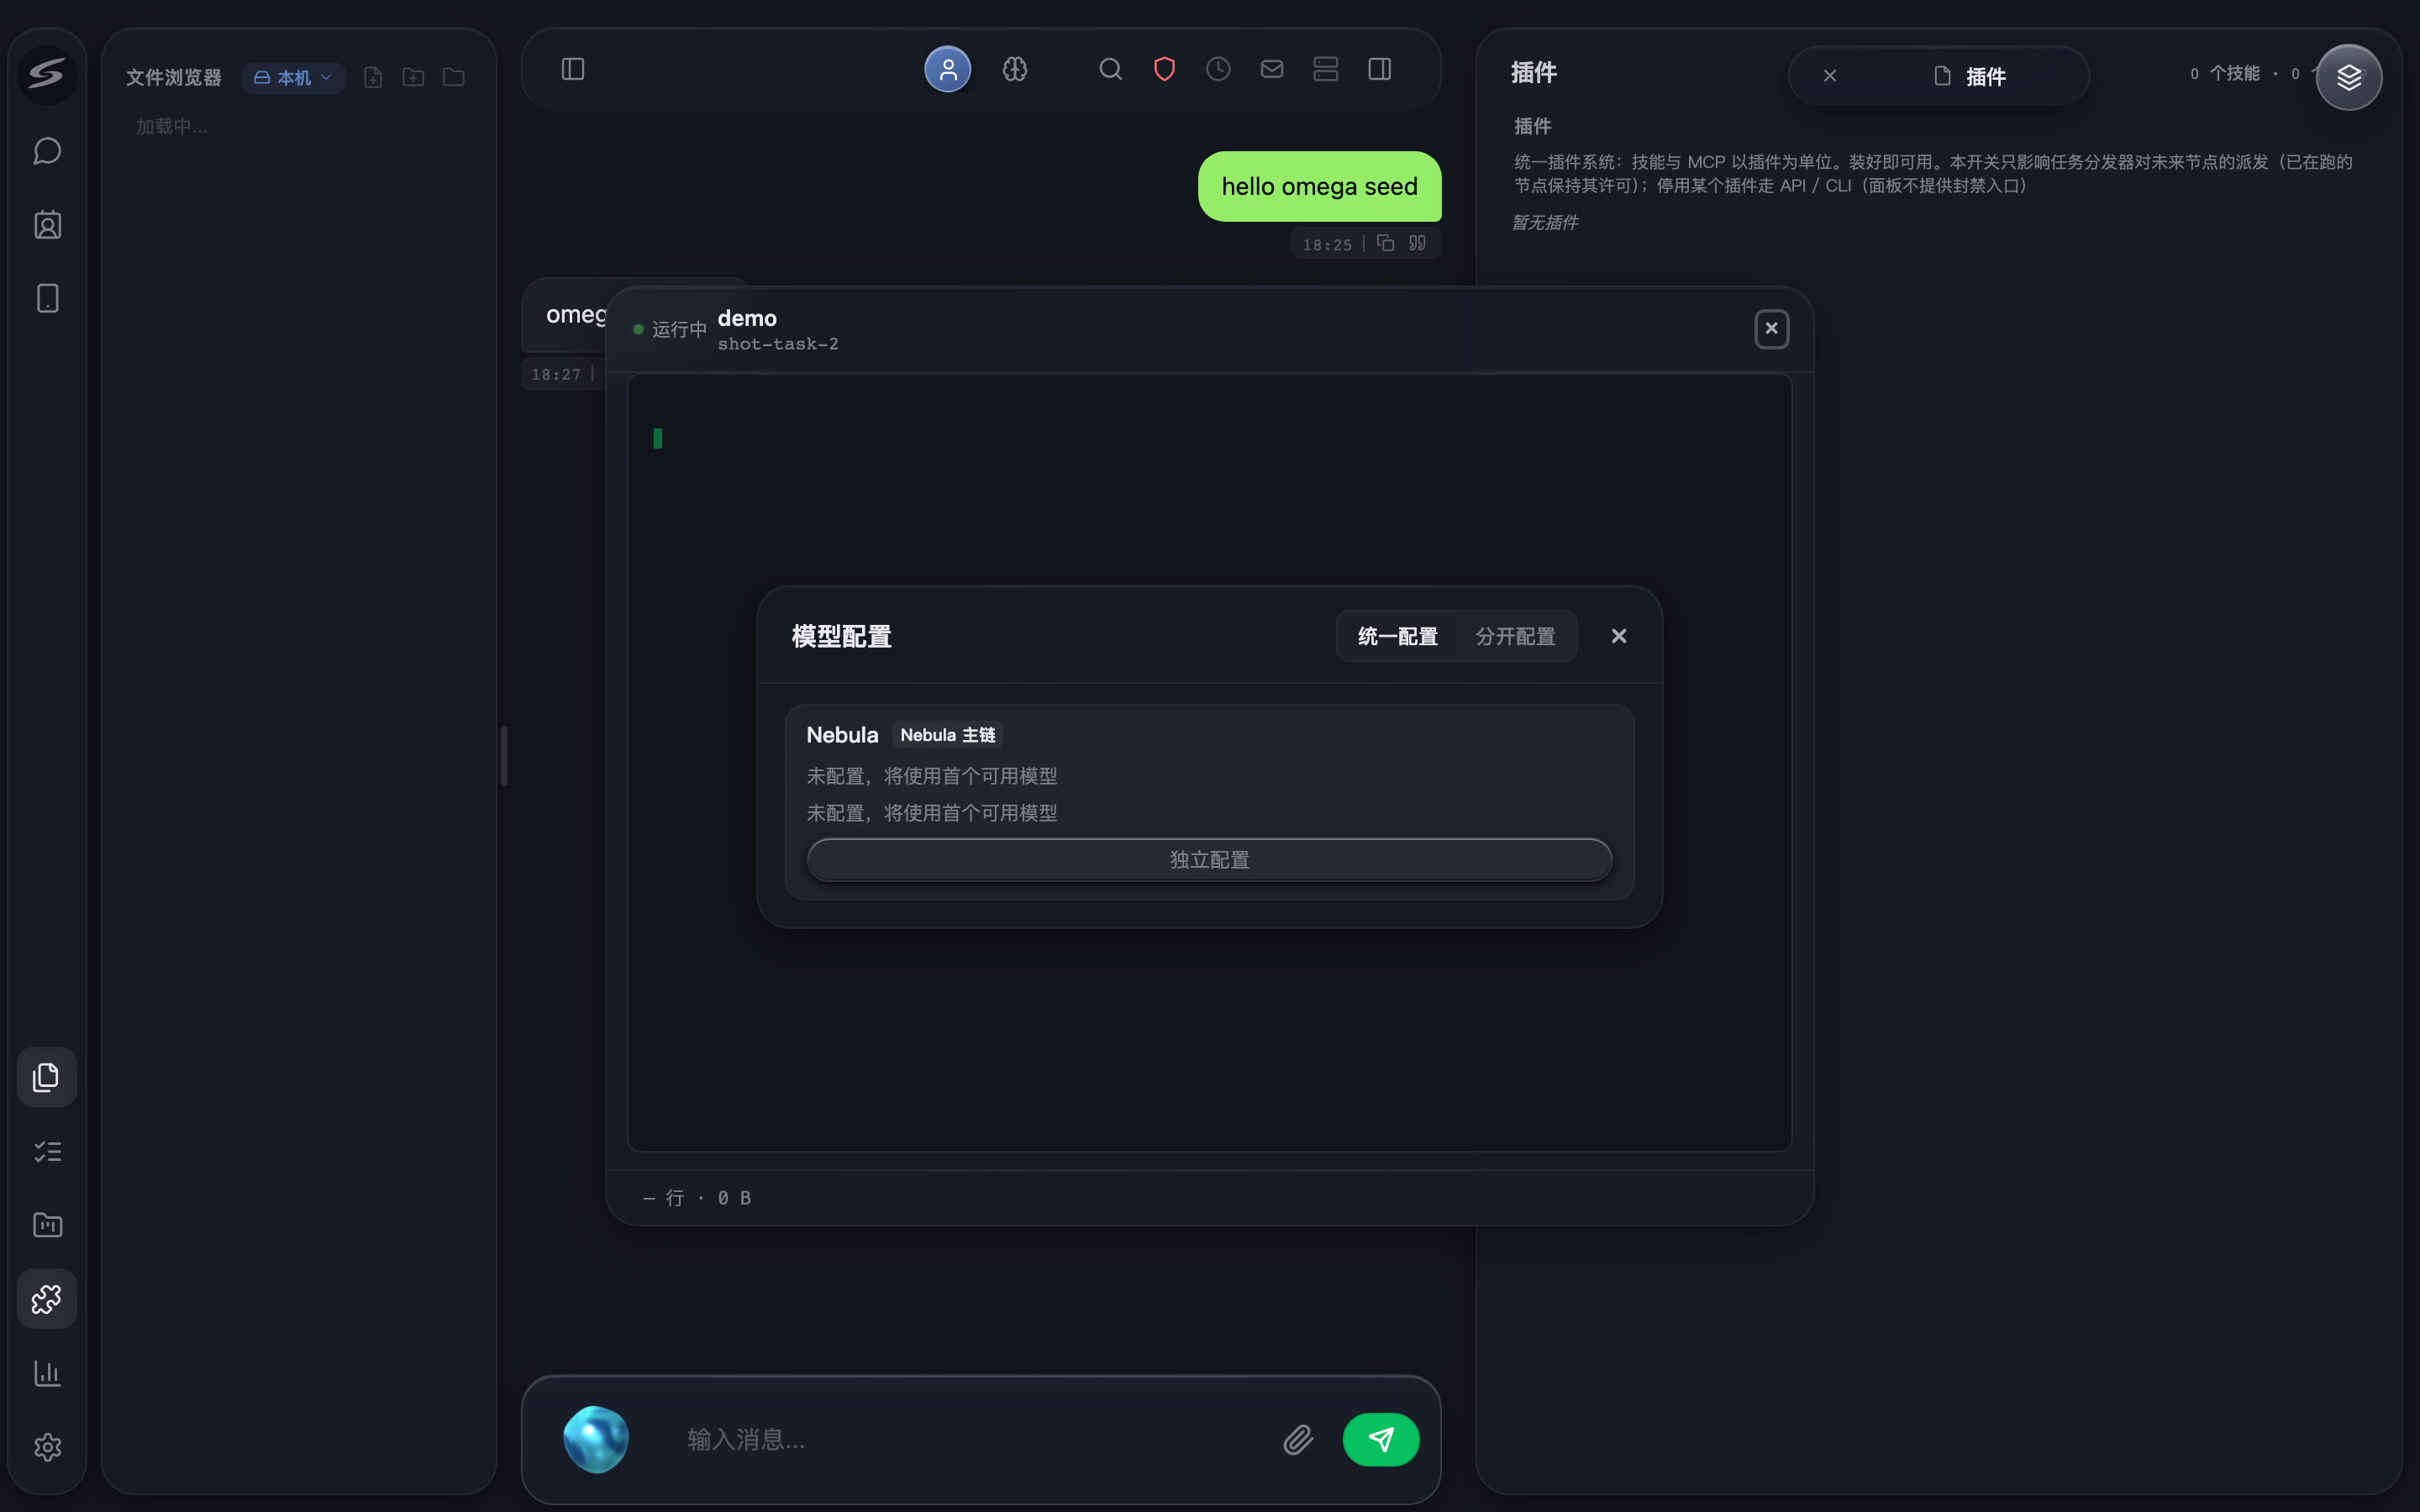 文件浏览器 本机
加载中...
hello omega seed
18:25
omeg
18:27
插件
插件
0 个技能 · 0
插件
统一插件系统：技能与 MCP 以插件为单位。装好即可用。本开关只影响任务分发器对未来节点的派发（已在跑的
节点保持其许可）；停用某个插件走 API / CLI（面板不提供封禁入口）
暂无插件
运行中 demo
shot-task-2
模型配置 统一配置 分开配置
Nebula Nebula 主链
未配置，将使用首个可用模型
未配置，将使用首个可用模型
独立配置
— 行 · 0 B
输入消息...